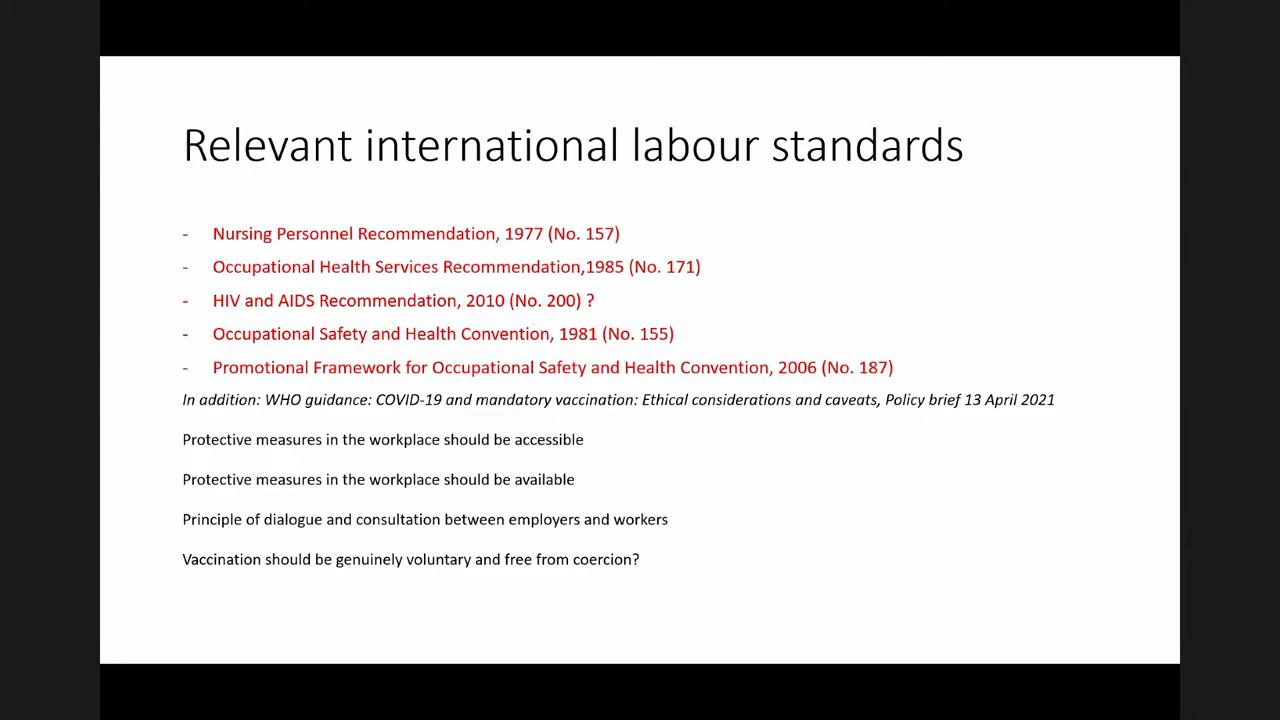 Relevant international labour standards
- Nursing Personnel Recommendation, 1977 (No. 157)
- Occupational Health Services Recommendation,1985 (No. 171)
- HIV and AIDS Recommendation, 2010 (No. 200) ?
- Occupational Safety and Health Convention, 1981 (No. 155)
- Promotional Framework for Occupational Safety and Health Convention, 2006 (No. 187)
In addition: WHO guidance: COVID-19 and mandatory vaccination: Ethical considerations and caveats, Policy brief 13 April 2021
Protective measures in the workplace should be accessible
Protective measures in the workplace should be available
Principle of dialogue and consultation between employers and workers
Vaccination should be genuinely voluntary and free from coercion?